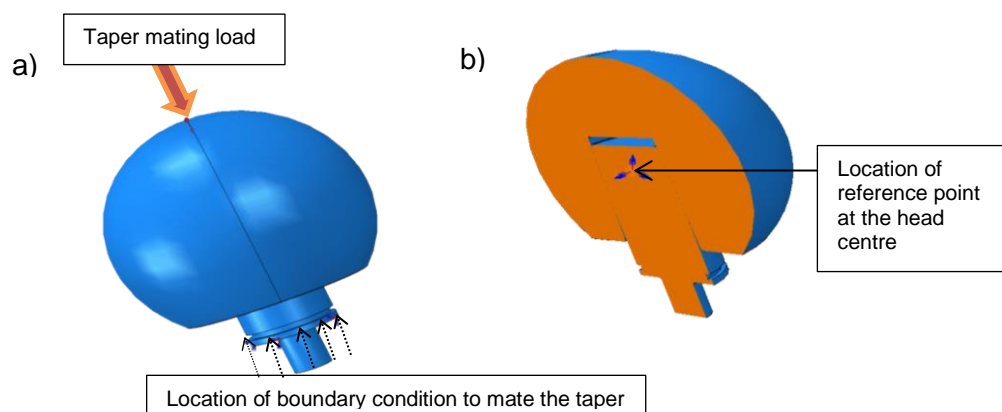 Taper mating load
a)
b)
Location of
reference point
at the head
centre
Location of boundary condition to mate the taper